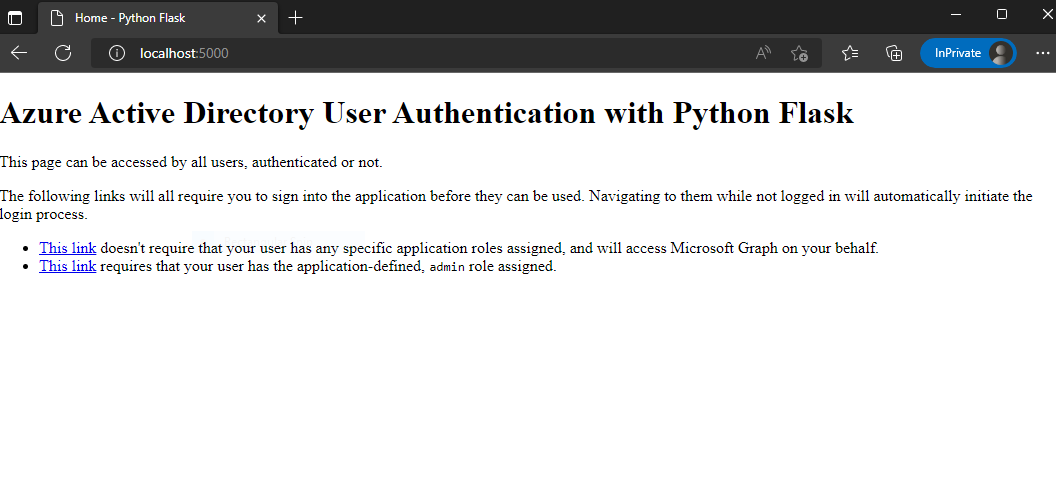 Home - Python Flask
localhost:5000
InPrivate
Azure Active Directory User Authentication with Python Flask
This page can be accessed by all users, authenticated or not.
The following links will all require you to sign into the application before they can be used. Navigating to them while not logged in will automatically initiate the
login process.
• This link doesn't require that your user has any specific application roles assigned, and will access Microsoft Graph on your behalf.
• This link requires that your user has the application-defined, admin role assigned.